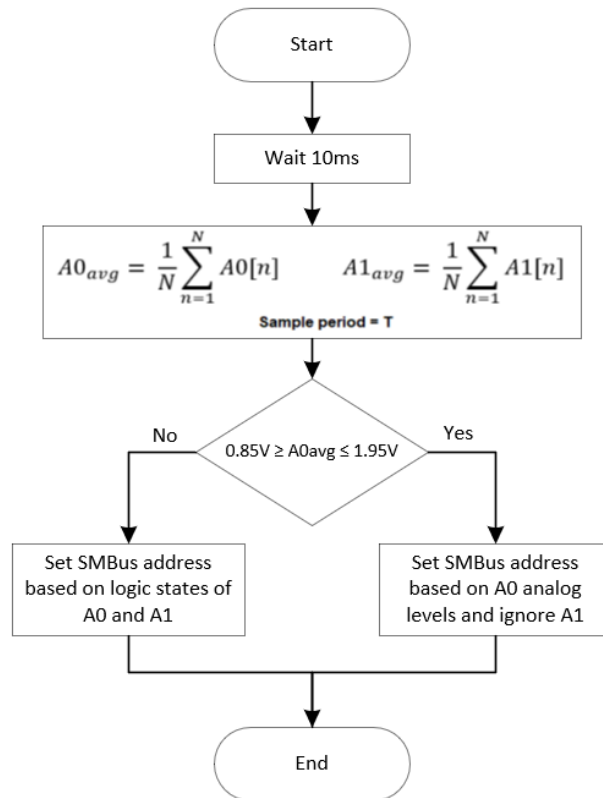 Start
Wait 10ms
A0avg = 1/N N∑n=1 A0[n] A1avg = 1/N N∑n=1 A1[n]
Sample period = T
No
Yes
0.85V ≥ A0avg ≤ 1.95V
Set SMBus address
based on logic states of
A0 and A1
Set SMBus address
based on A0 analog
levels and ignore A1
End